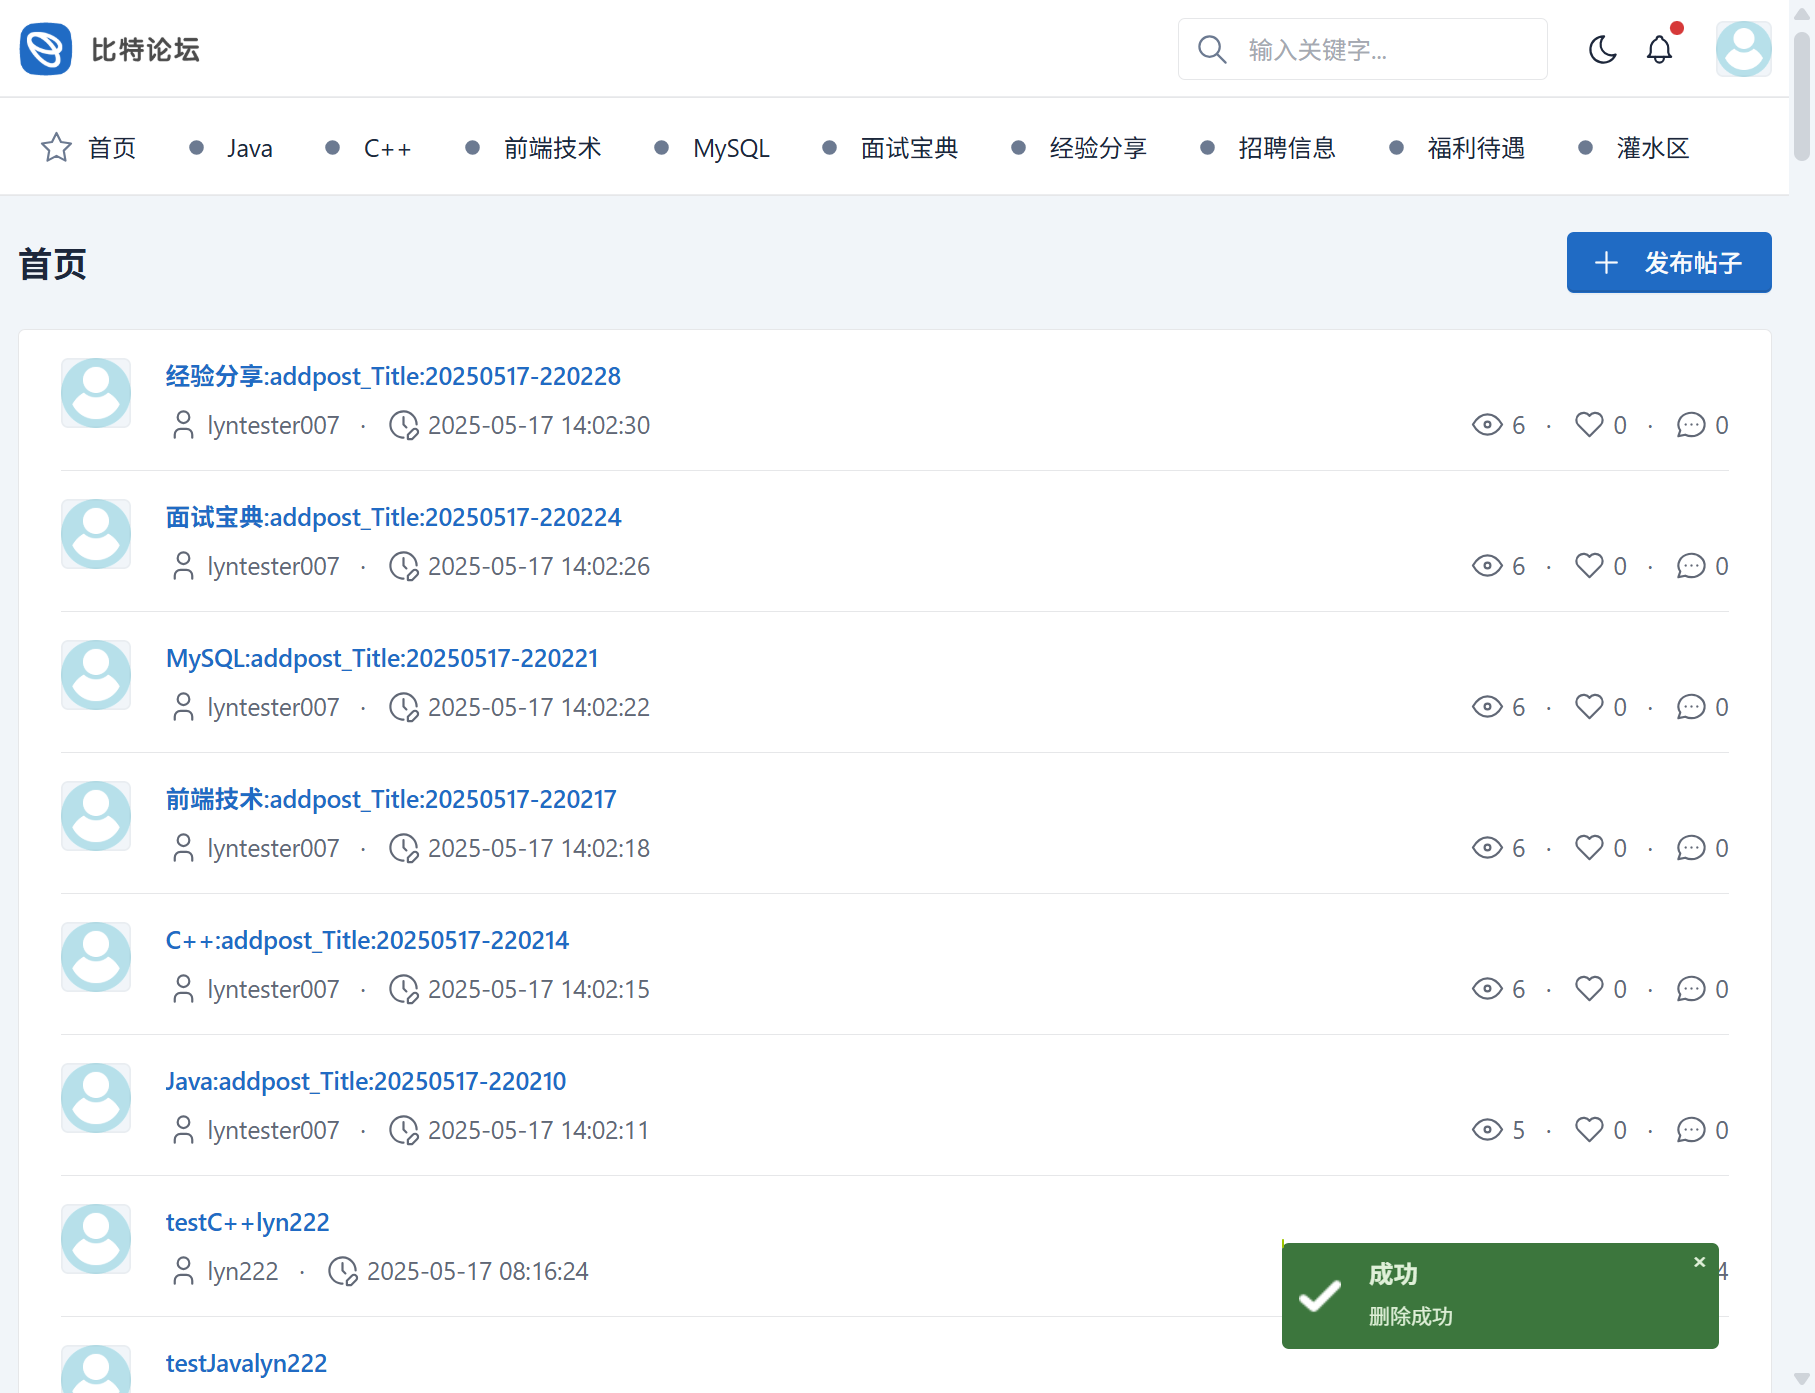 比特论坛
输入关键字...
首页 Java C++ 前端技术 MySQL 面试宝典 经验分享 招聘信息 福利待遇 灌水区
首页
发布帖子
经验分享:addpost_Title:20250517-220228
lyntester007 · 2025-05-17 14:02:30 6 · 0 · 0
面试宝典:addpost_Title:20250517-220224
lyntester007 · 2025-05-17 14:02:26 6 · 0 · 0
MySQL:addpost_Title:20250517-220221
lyntester007 · 2025-05-17 14:02:22 6 · 0 · 0
前端技术:addpost_Title:20250517-220217
lyntester007 · 2025-05-17 14:02:18 6 · 0 · 0
C++:addpost_Title:20250517-220214
lyntester007 · 2025-05-17 14:02:15 6 · 0 · 0
Java:addpost_Title:20250517-220210
lyntester007 · 2025-05-17 14:02:11 5 · 0 · 0
testC++lyn222
lyn222 · 2025-05-17 08:16:24 4
成功 ×
删除成功
testJavalyn222